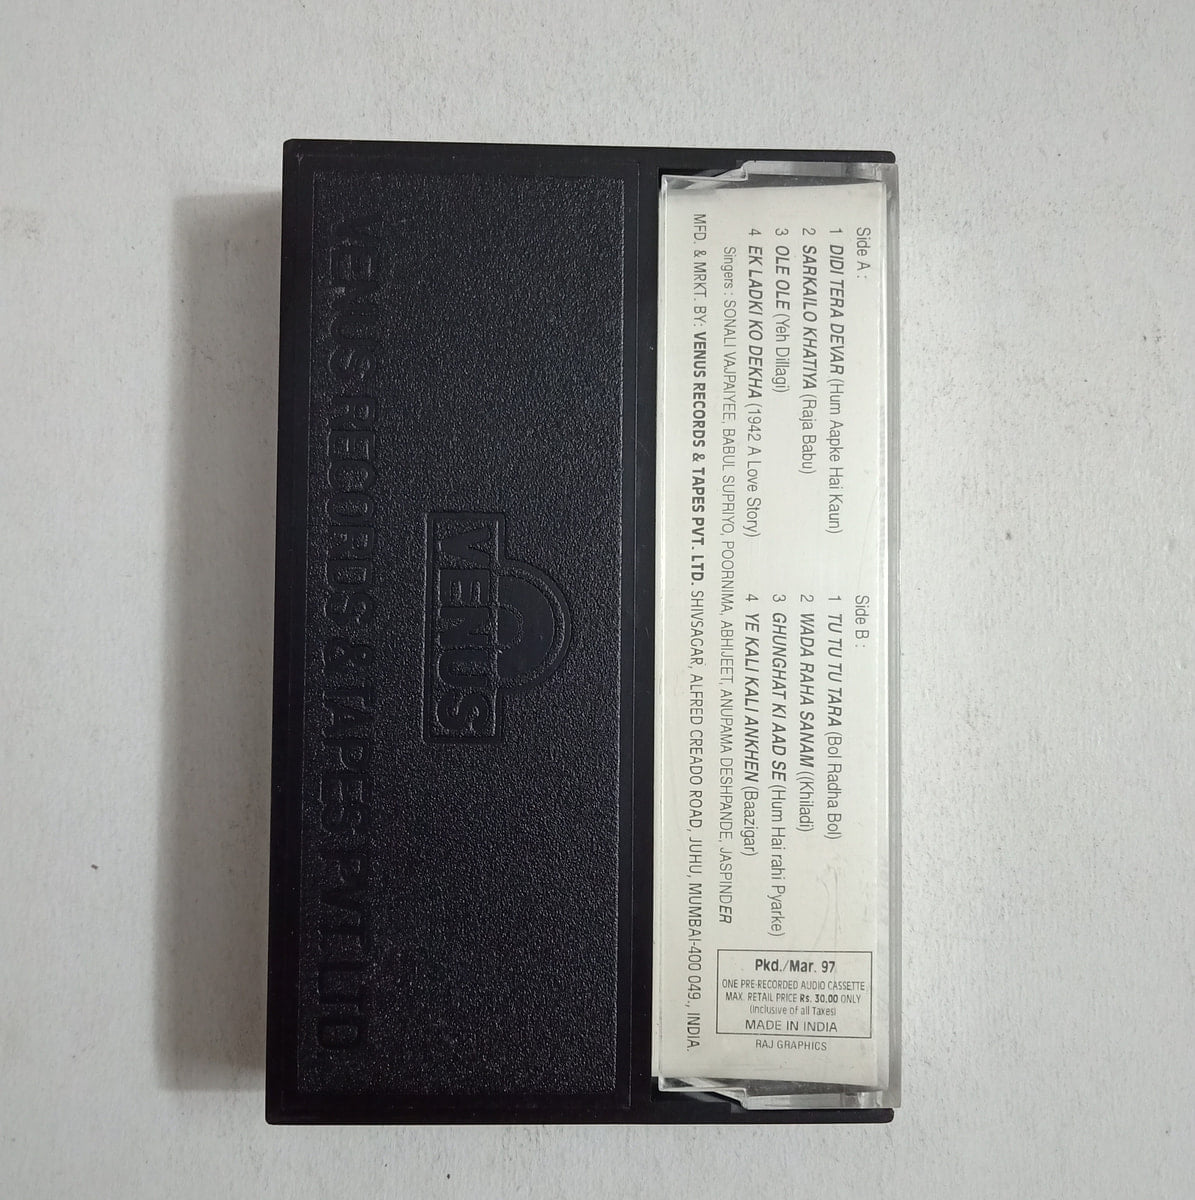 Side A :
1 DIDI TERA DEVAR (Hum Aapke Hai Kaun)
2 SARKAILO KHATIYA (Raja Babu)
3 OLE OLE (Yeh Dillagi)
4 EK LADKI KO DEKHA (1942 A Love Story)
Side B :
1 TU TU TU TARA (Bol Radha Bol)
2 WADA RAHA SANAM ((Khiladi)
3 GHUNGHAT KI AAD SE (Hum Hai rahi Pyarke)
4 YE KALI KALI ANKHEN (Baazigar)
Singers : SONALI VAJPAIYEE, BABUL SUPRIYO, POORNIMA, ABHIJEET, ANUPAMA DESHPANDE, JASPINDER
MFD. & MRKT. BY: VENUS RECORDS & TAPES PVT. LTD. SHIVSAGAR, ALFRED CREADO ROAD, JUHU, MUMBAI-400 049., INDIA.
Pkd./Mar. 97
ONE PRE-RECORDED AUDIO CASSETTE
MAX. RETAIL PRICE Rs. 30.00 ONLY
(Inclusive of all Taxes)
MADE IN INDIA
RAJ GRAPHICS
VENUS
VENUS RECORDS & TAPES PVT. LTD.